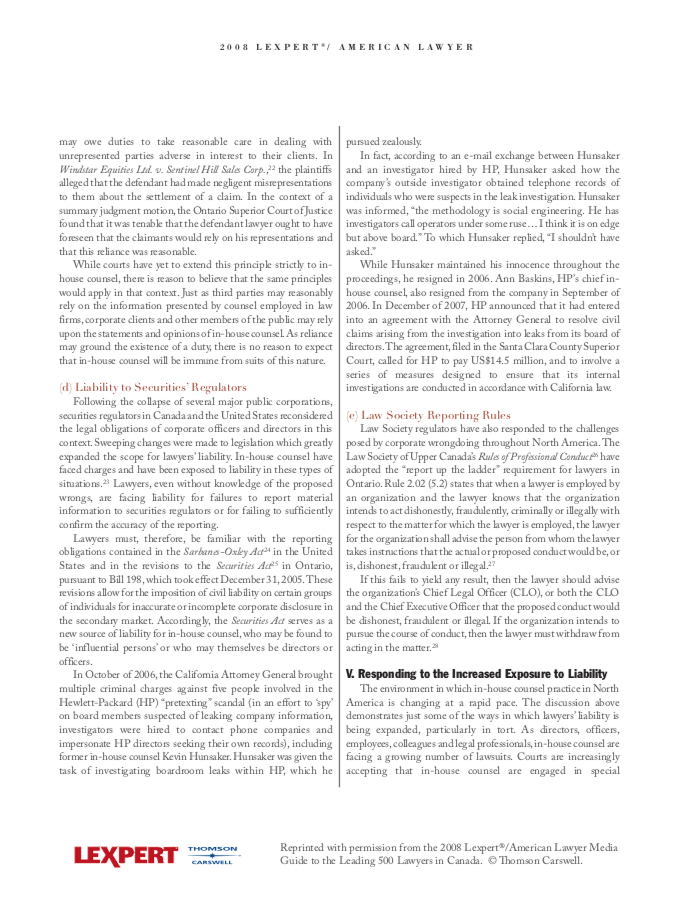 2008 LEXPERT®/ AMERICAN LAWYER
may owe duties to take reasonable care in dealing with
unrepresented parties adverse in interest to their clients. In
Windstar Equities Ltd. v. Sentinel Hill Sales Corp.,22 the plaintiffs
alleged that the defendant had made negligent misrepresentations
to them about the settlement of a claim. In the context of a
summary judgment motion, the Ontario Superior Court of Justice
found that it was tenable that the defendant lawyer ought to have
foreseen that the claimants would rely on his representations and
that this reliance was reasonable.
While courts have yet to extend this principle strictly to in-
house counsel, there is reason to believe that the same principles
would apply in that context. Just as third parties may reasonably
rely on the information presented by counsel employed in law
firms, corporate clients and other members of the public may rely
upon the statements and opinions of in-house counsel. As reliance
may ground the existence of a duty, there is no reason to expect
that in-house counsel will be immune from suits of this nature.
(d) Liability to Securities' Regulators
Following the collapse of several major public corporations,
securities regulators in Canada and the United States reconsidered
the legal obligations of corporate officers and directors in this
context. Sweeping changes were made to legislation which greatly
expanded the scope for lawyers' liability. In-house counsel have
faced charges and have been exposed to liability in these types of
situations.23 Lawyers, even without knowledge of the proposed
wrongs, are facing liability for failures to report material
information to securities regulators or for failing to sufficiently
confirm the accuracy of the reporting.
Lawyers must, therefore, be familiar with the reporting
obligations contained in the Sarbanes-Oxley Act24 in the United
States and in the revisions to the Securities Act25 in Ontario,
pursuant to Bill 198, which took effect December 31, 2005. These
revisions allow for the imposition of civil liability on certain groups
of individuals for inaccurate or incomplete corporate disclosure in
the secondary market. Accordingly, the Securities Act serves as a
new source of liability for in-house counsel, who may be found to
be 'influential persons' or who may themselves be directors or
officers.
In October of 2006, the California Attorney General brought
multiple criminal charges against five people involved in the
Hewlett-Packard (HP) "pretexting" scandal (in an effort to 'spy'
on board members suspected of leaking company information,
investigators were hired to contact phone companies and
impersonate HP directors seeking their own records), including
former in-house counsel Kevin Hunsaker. Hunsaker was given the
task of investigating boardroom leaks within HP, which he
pursued zealously.
In fact, according to an e-mail exchange between Hunsaker
and an investigator hired by HP, Hunsaker asked how the
company's outside investigator obtained telephone records of
individuals who were suspects in the leak investigation. Hunsaker
was informed, "the methodology is social engineering. He has
investigators call operators under some ruse… I think it is on edge
but above board." To which Hunsaker replied, "I shouldn't have
asked."
While Hunsaker maintained his innocence throughout the
proceedings, he resigned in 2006. Ann Baskins, HP's chief in-
house counsel, also resigned from the company in September of
2006. In December of 2007, HP announced that it had entered
into an agreement with the Attorney General to resolve civil
claims arising from the investigation into leaks from its board of
directors. The agreement, filed in the Santa Clara County Superior
Court, called for HP to pay US$14.5 million, and to involve a
series of measures designed to ensure that its internal
investigations are conducted in accordance with California law.
(e) Law Society Reporting Rules
Law Society regulators have also responded to the challenges
posed by corporate wrongdoing throughout North America. The
Law Society of Upper Canada's Rules of Professional Conduct26 have
adopted the "report up the ladder" requirement for lawyers in
Ontario. Rule 2.02 (5.2) states that when a lawyer is employed by
an organization and the lawyer knows that the organization
intends to act dishonestly, fraudulently, criminally or illegally with
respect to the matter for which the lawyer is employed, the lawyer
for the organization shall advise the person from whom the lawyer
takes instructions that the actual or proposed conduct would be, or
is, dishonest, fraudulent or illegal.27
If this fails to yield any result, then the lawyer should advise
the organization's Chief Legal Officer (CLO), or both the CLO
and the Chief Executive Officer that the proposed conduct would
be dishonest, fraudulent or illegal. If the organization intends to
pursue the course of conduct, then the lawyer must withdraw from
acting in the matter.28
V. Responding to the Increased Exposure to Liability
The environment in which in-house counsel practice in North
America is changing at a rapid pace. The discussion above
demonstrates just some of the ways in which lawyers' liability is
being expanded, particularly in tort. As directors, officers,
employees, colleagues and legal professionals, in-house counsel are
facing a growing number of lawsuits. Courts are increasingly
accepting that in-house counsel are engaged in special
LEXPERT
THOMSON
CARSWELL
Reprinted with permission from the 2008 Lexpert®/American Lawyer Media
Guide to the Leading 500 Lawyers in Canada. © Thomson Carswell.